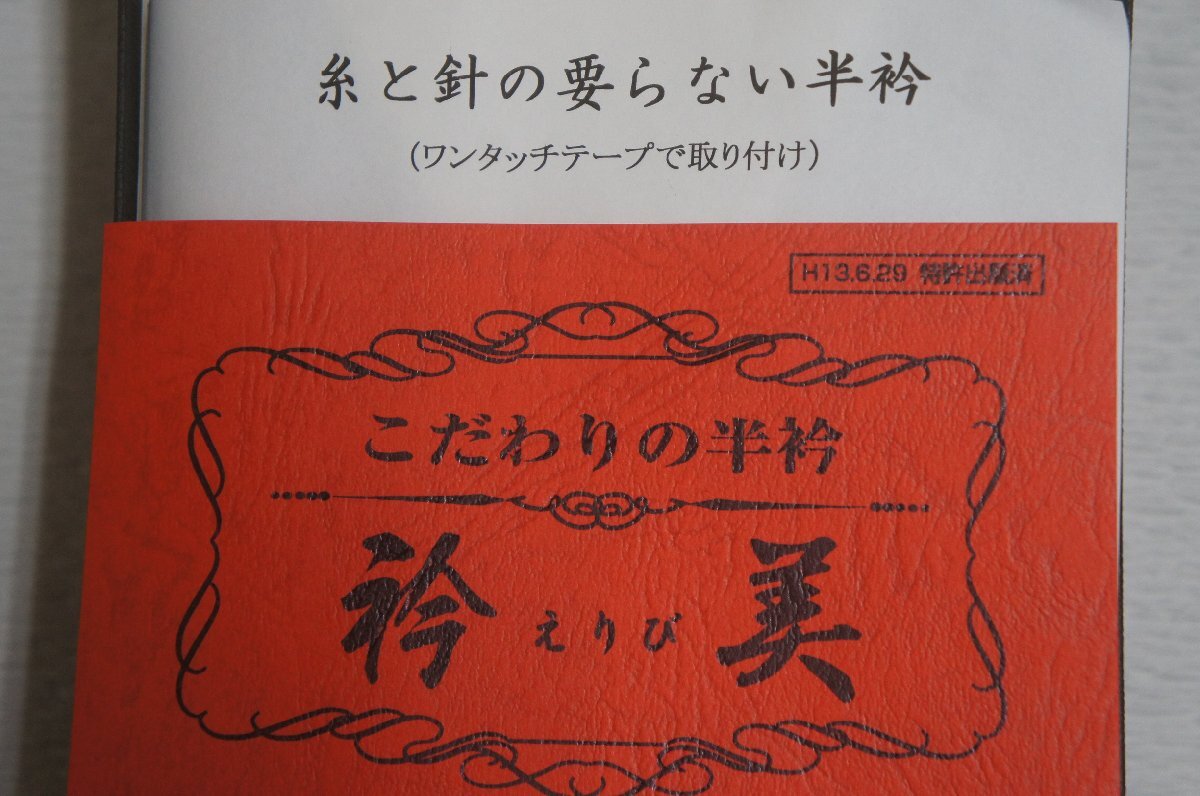 糸と針の要らない半衿
(ワンタッチテープで取り付け)
H13.6.29 特許出願済
こだわりの半衿
衿 えりび 美